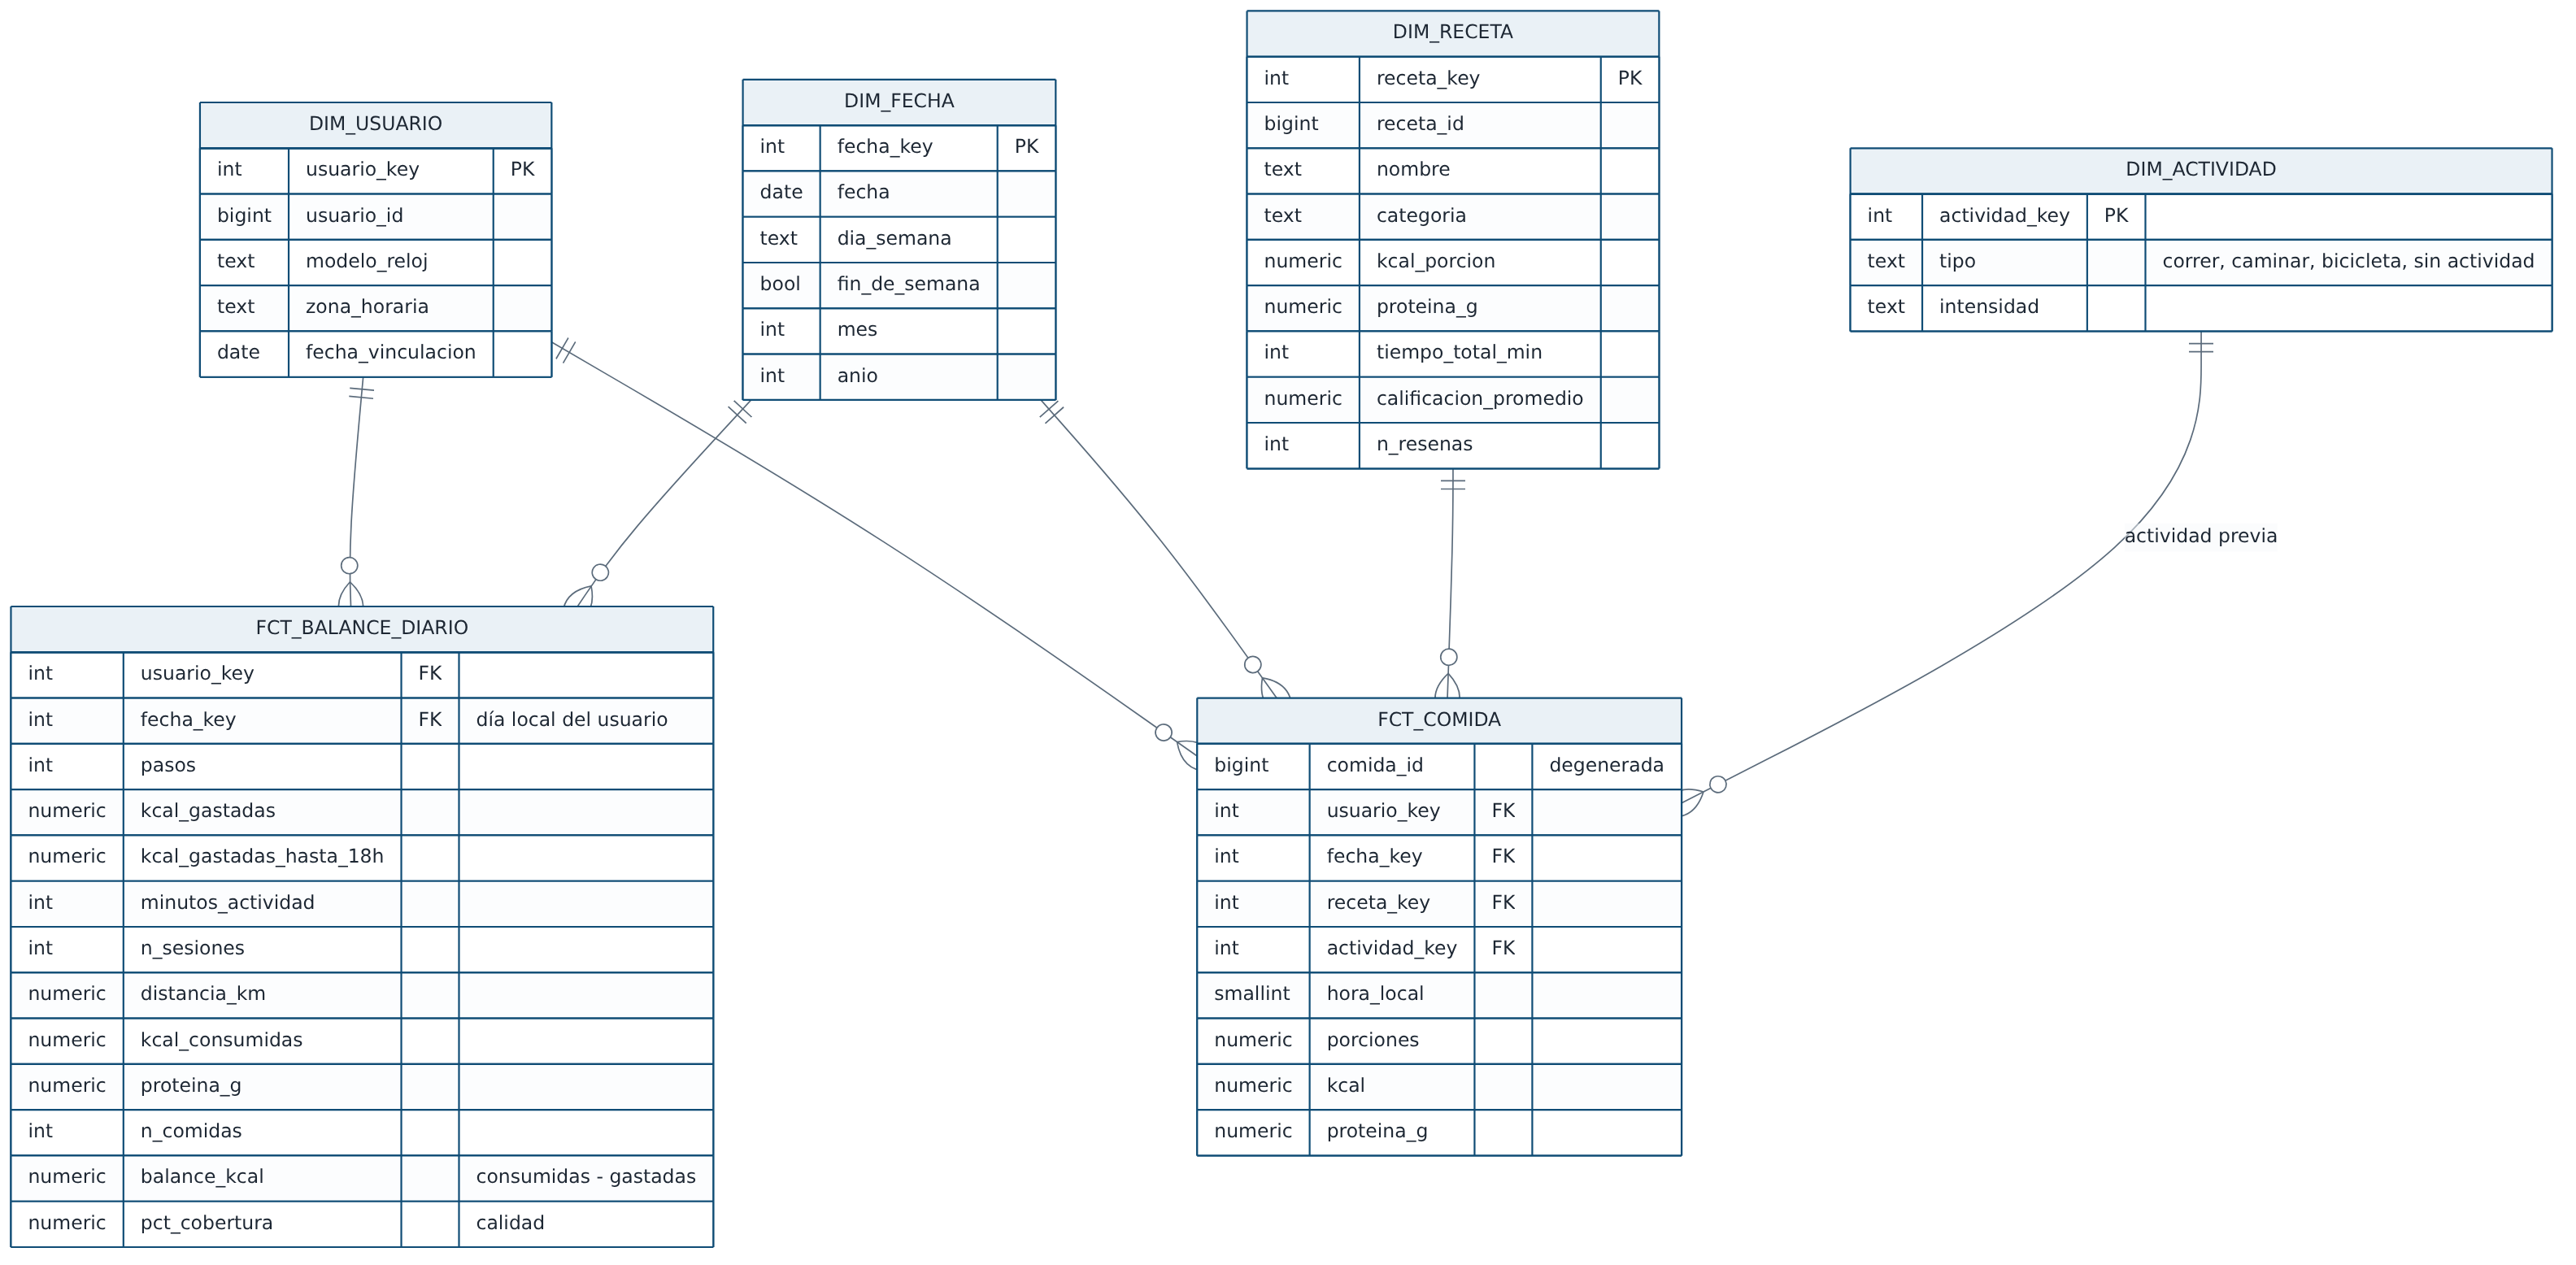 DIM_USUARIO
int usuario_key PK
bigint usuario_id
text modelo_reloj
text zona_horaria
date fecha_vinculacion
DIM_FECHA
int fecha_key PK
date fecha
text dia_semana
bool fin_de_semana
int mes
int anio
DIM_RECETA
int receta_key PK
bigint receta_id
text nombre
text categoria
numeric kcal_porcion
numeric proteina_g
int tiempo_total_min
numeric calificacion_promedio
int n_resenas
DIM_ACTIVIDAD
int actividad_key PK
text tipo correr, caminar, bicicleta, sin actividad
text intensidad
actividad previa
FCT_BALANCE_DIARIO
int usuario_key FK
int fecha_key FK día local del usuario
int pasos
numeric kcal_gastadas
numeric kcal_gastadas_hasta_18h
int minutos_actividad
int n_sesiones
numeric distancia_km
numeric kcal_consumidas
numeric proteina_g
int n_comidas
numeric balance_kcal consumidas - gastadas
numeric pct_cobertura calidad
FCT_COMIDA
bigint comida_id degenerada
int usuario_key FK
int fecha_key FK
int receta_key FK
int actividad_key FK
smallint hora_local
numeric porciones
numeric kcal
numeric proteina_g